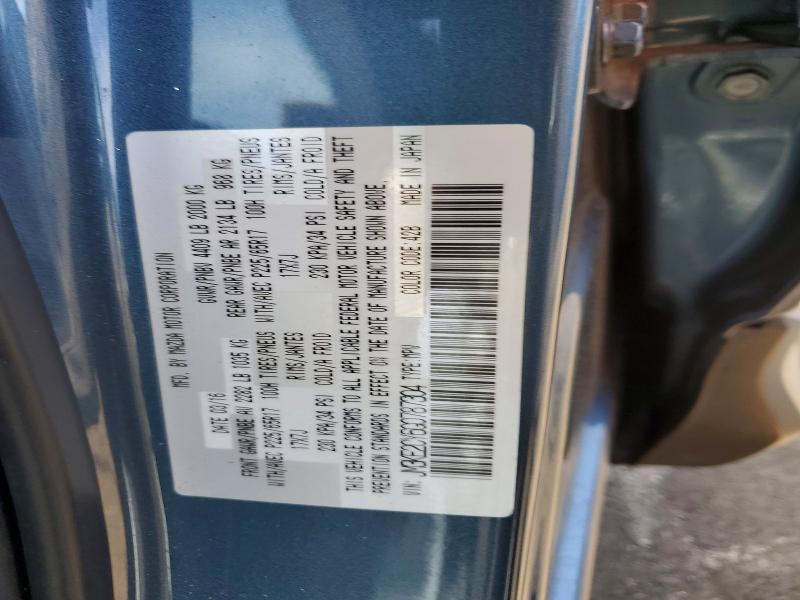 MFD. BY MAZDA MOTOR CORPORATION
DATE 03/16 GVWR/PNBV 4409 LB 2000 KG
FRONT GAWR/PNBE AV 2282 LB 1035 KG REAR GAWR/PNBE AR 2134 LB 968 KG
WITH/AVEC P225/65R17 100H TIRES/PNEUS WITH/AVEC P225/65R17 100H TIRES/PNEUS
17X7J RIMS/JANTES 17X7J RIMS/JANTES
230 KPA/34 PSI COLD/A FROID 230 KPA/34 PSI COLD/A FROID
THIS VEHICLE CONFORMS TO ALL APPLICABLE FEDERAL MOTOR VEHICLE SAFETY AND THEFT
PREVENTION STANDARDS IN EFFECT ON THE DATE OF MANUFACTURE SHOWN ABOVE.
COLOR CODE:42B MADE IN JAPAN
VIN: TYPE:MPV